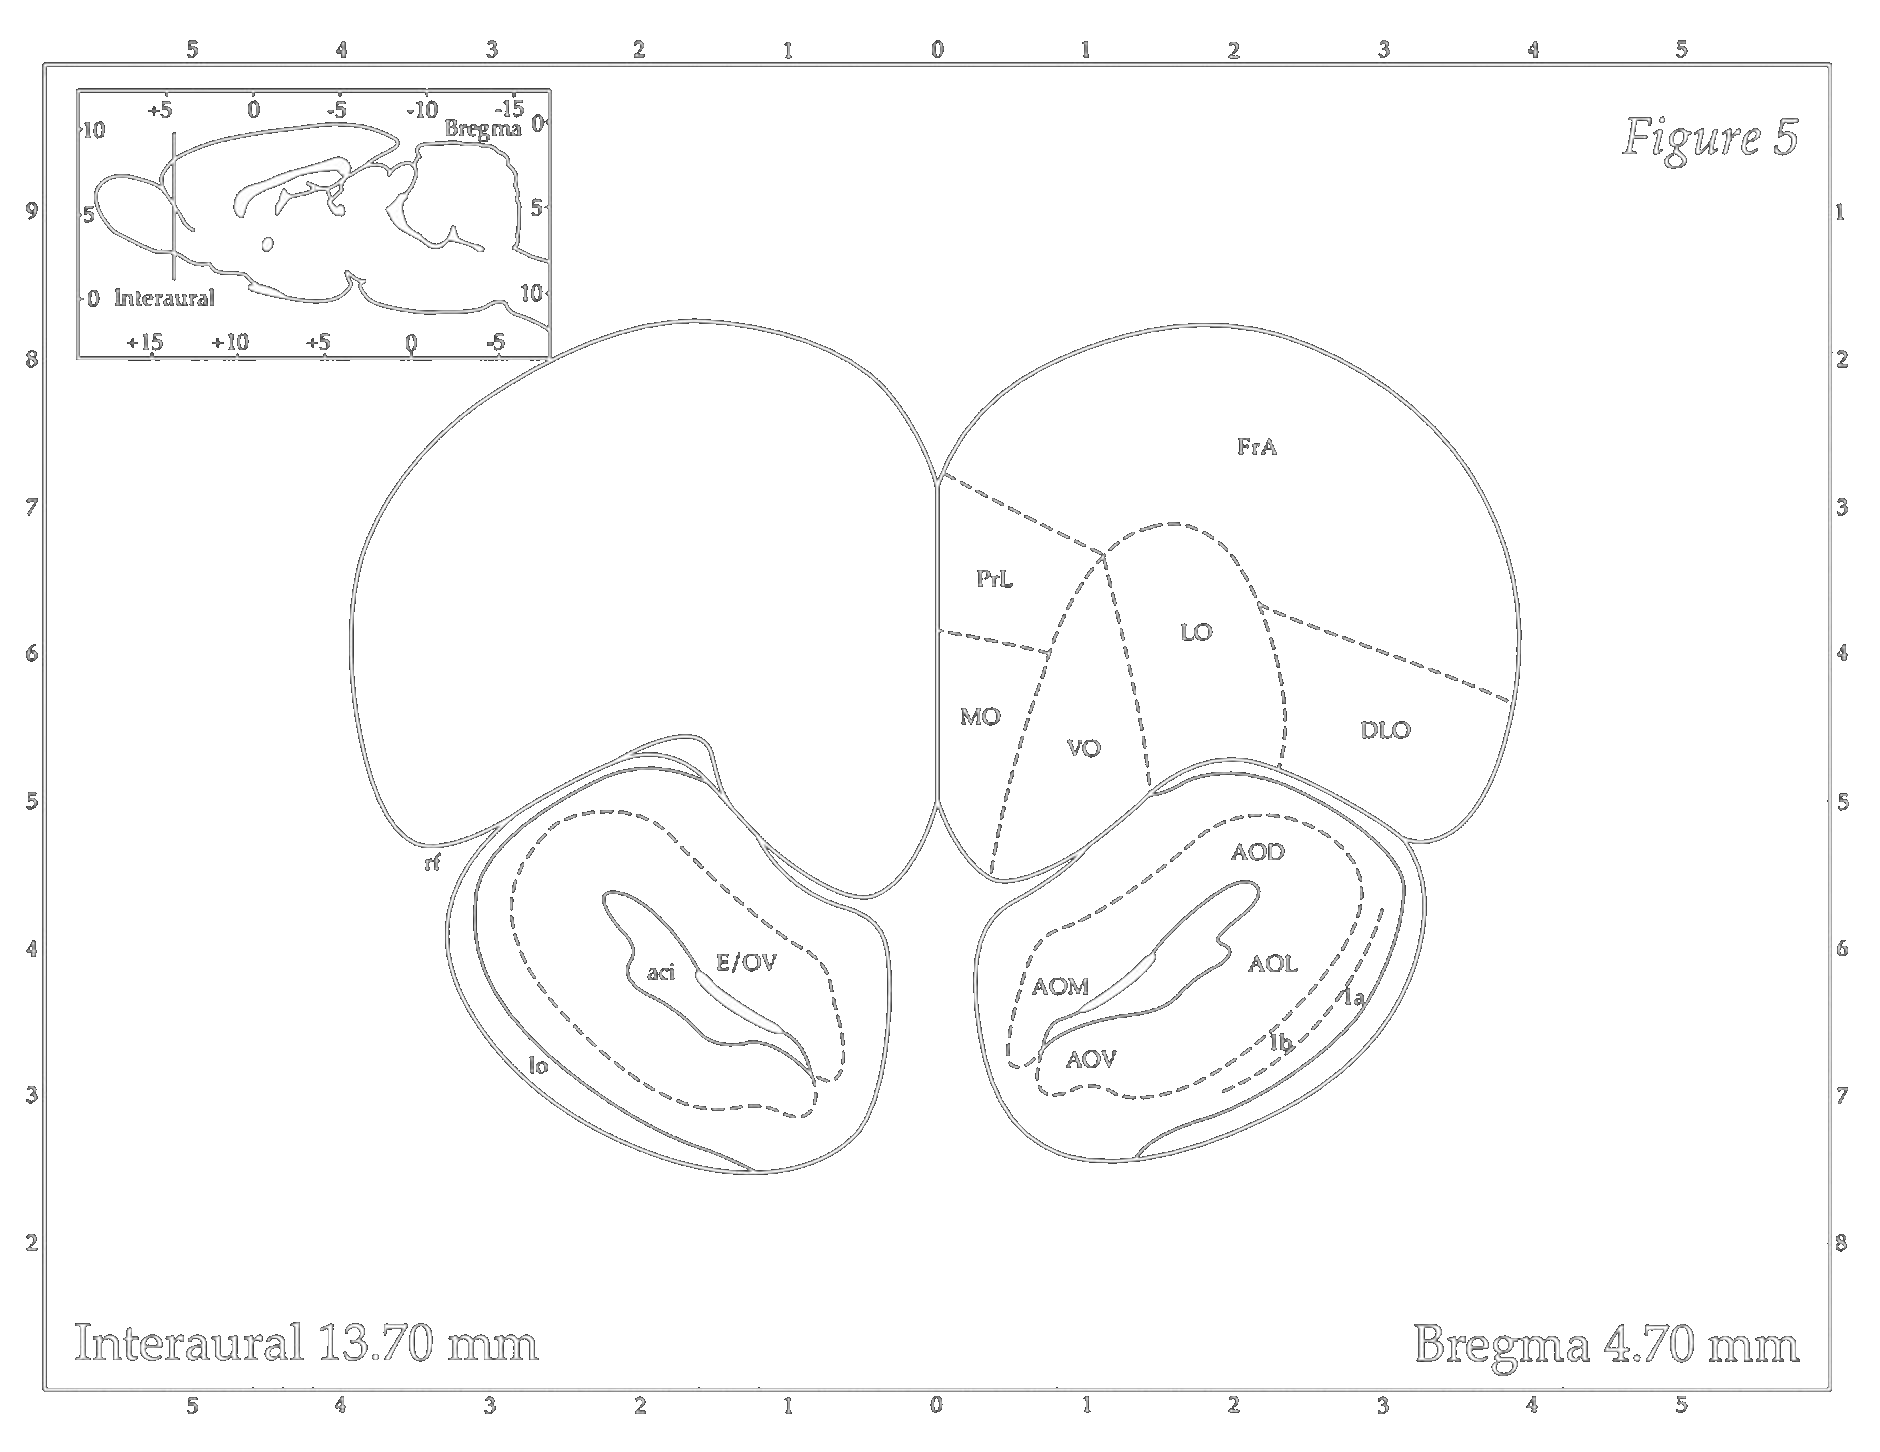 5 4 3 2 1 0 1 2 3 4 5
+5 0 -5 -10 -15
10 Bregma 0
Figure 5
5 5
9 1
0 Interaural 10
+15 +10 +5 0 -5
8 2
FrA
7 3
PrL
LO
6 4
MO VO DLO
5 5
rf AOD
4 6
aci E/OV AOM AOL
1a
lo AOV 1b
3 7
2 8
Interaural 13.70 mm Bregma 4.70 mm
5 4 3 2 1 0 1 2 3 4 5